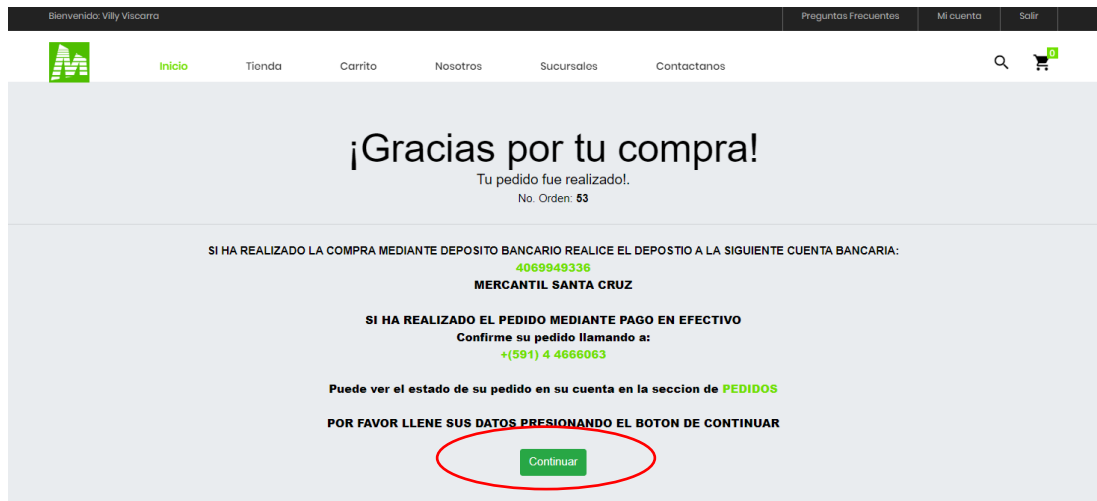 Bienvenido: Villy Viscarra
Preguntas Frecuentes
Mi cuenta
Salir
Inicio
Tienda
Carrito
Nosotros
Sucursales
Contactanos
0
¡Gracias por tu compra!
Tu pedido fue realizado!.
No. Orden: 53
SI HA REALIZADO LA COMPRA MEDIANTE DEPOSITO BANCARIO REALICE EL DEPOSTIO A LA SIGUIENTE CUENTA BANCARIA:
4069949336
MERCANTIL SANTA CRUZ
SI HA REALIZADO EL PEDIDO MEDIANTE PAGO EN EFECTIVO
Confirme su pedido llamando a:
+(591) 4 4666063
Puede ver el estado de su pedido en su cuenta en la seccion de PEDIDOS
POR FAVOR LLENE SUS DATOS PRESIONANDO EL BOTON DE CONTINUAR
Continuar